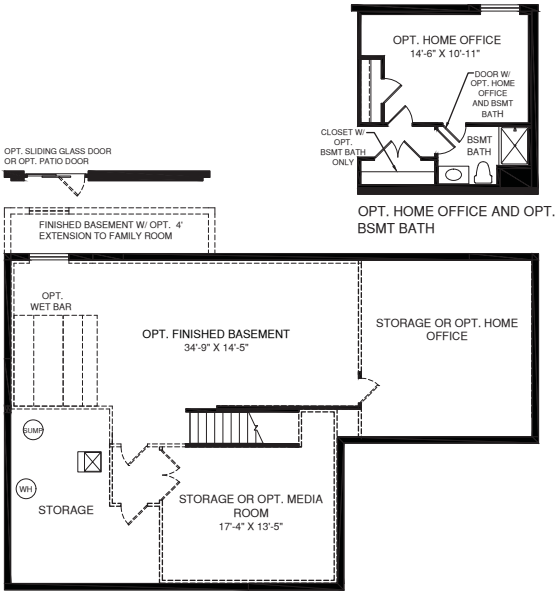 OPT. HOME OFFICE
14'-6" X 10'-11"
DOOR W/
OPT. HOME
OFFICE
AND BSMT
BATH
CLOSET W/
OPT.
BSMT BATH
ONLY
BSMT
BATH
OPT. HOME OFFICE AND OPT.
BSMT BATH
OPT. SLIDING GLASS DOOR
OR OPT. PATIO DOOR
FINISHED BASEMENT W/ OPT. 4'
EXTENSION TO FAMILY ROOM
OPT.
WET BAR
OPT. FINISHED BASEMENT
34'-9" X 14'-5"
STORAGE OR OPT. HOME
OFFICE
SUMP
WH
STORAGE
STORAGE OR OPT. MEDIA
ROOM
17'-4" X 13'-5"